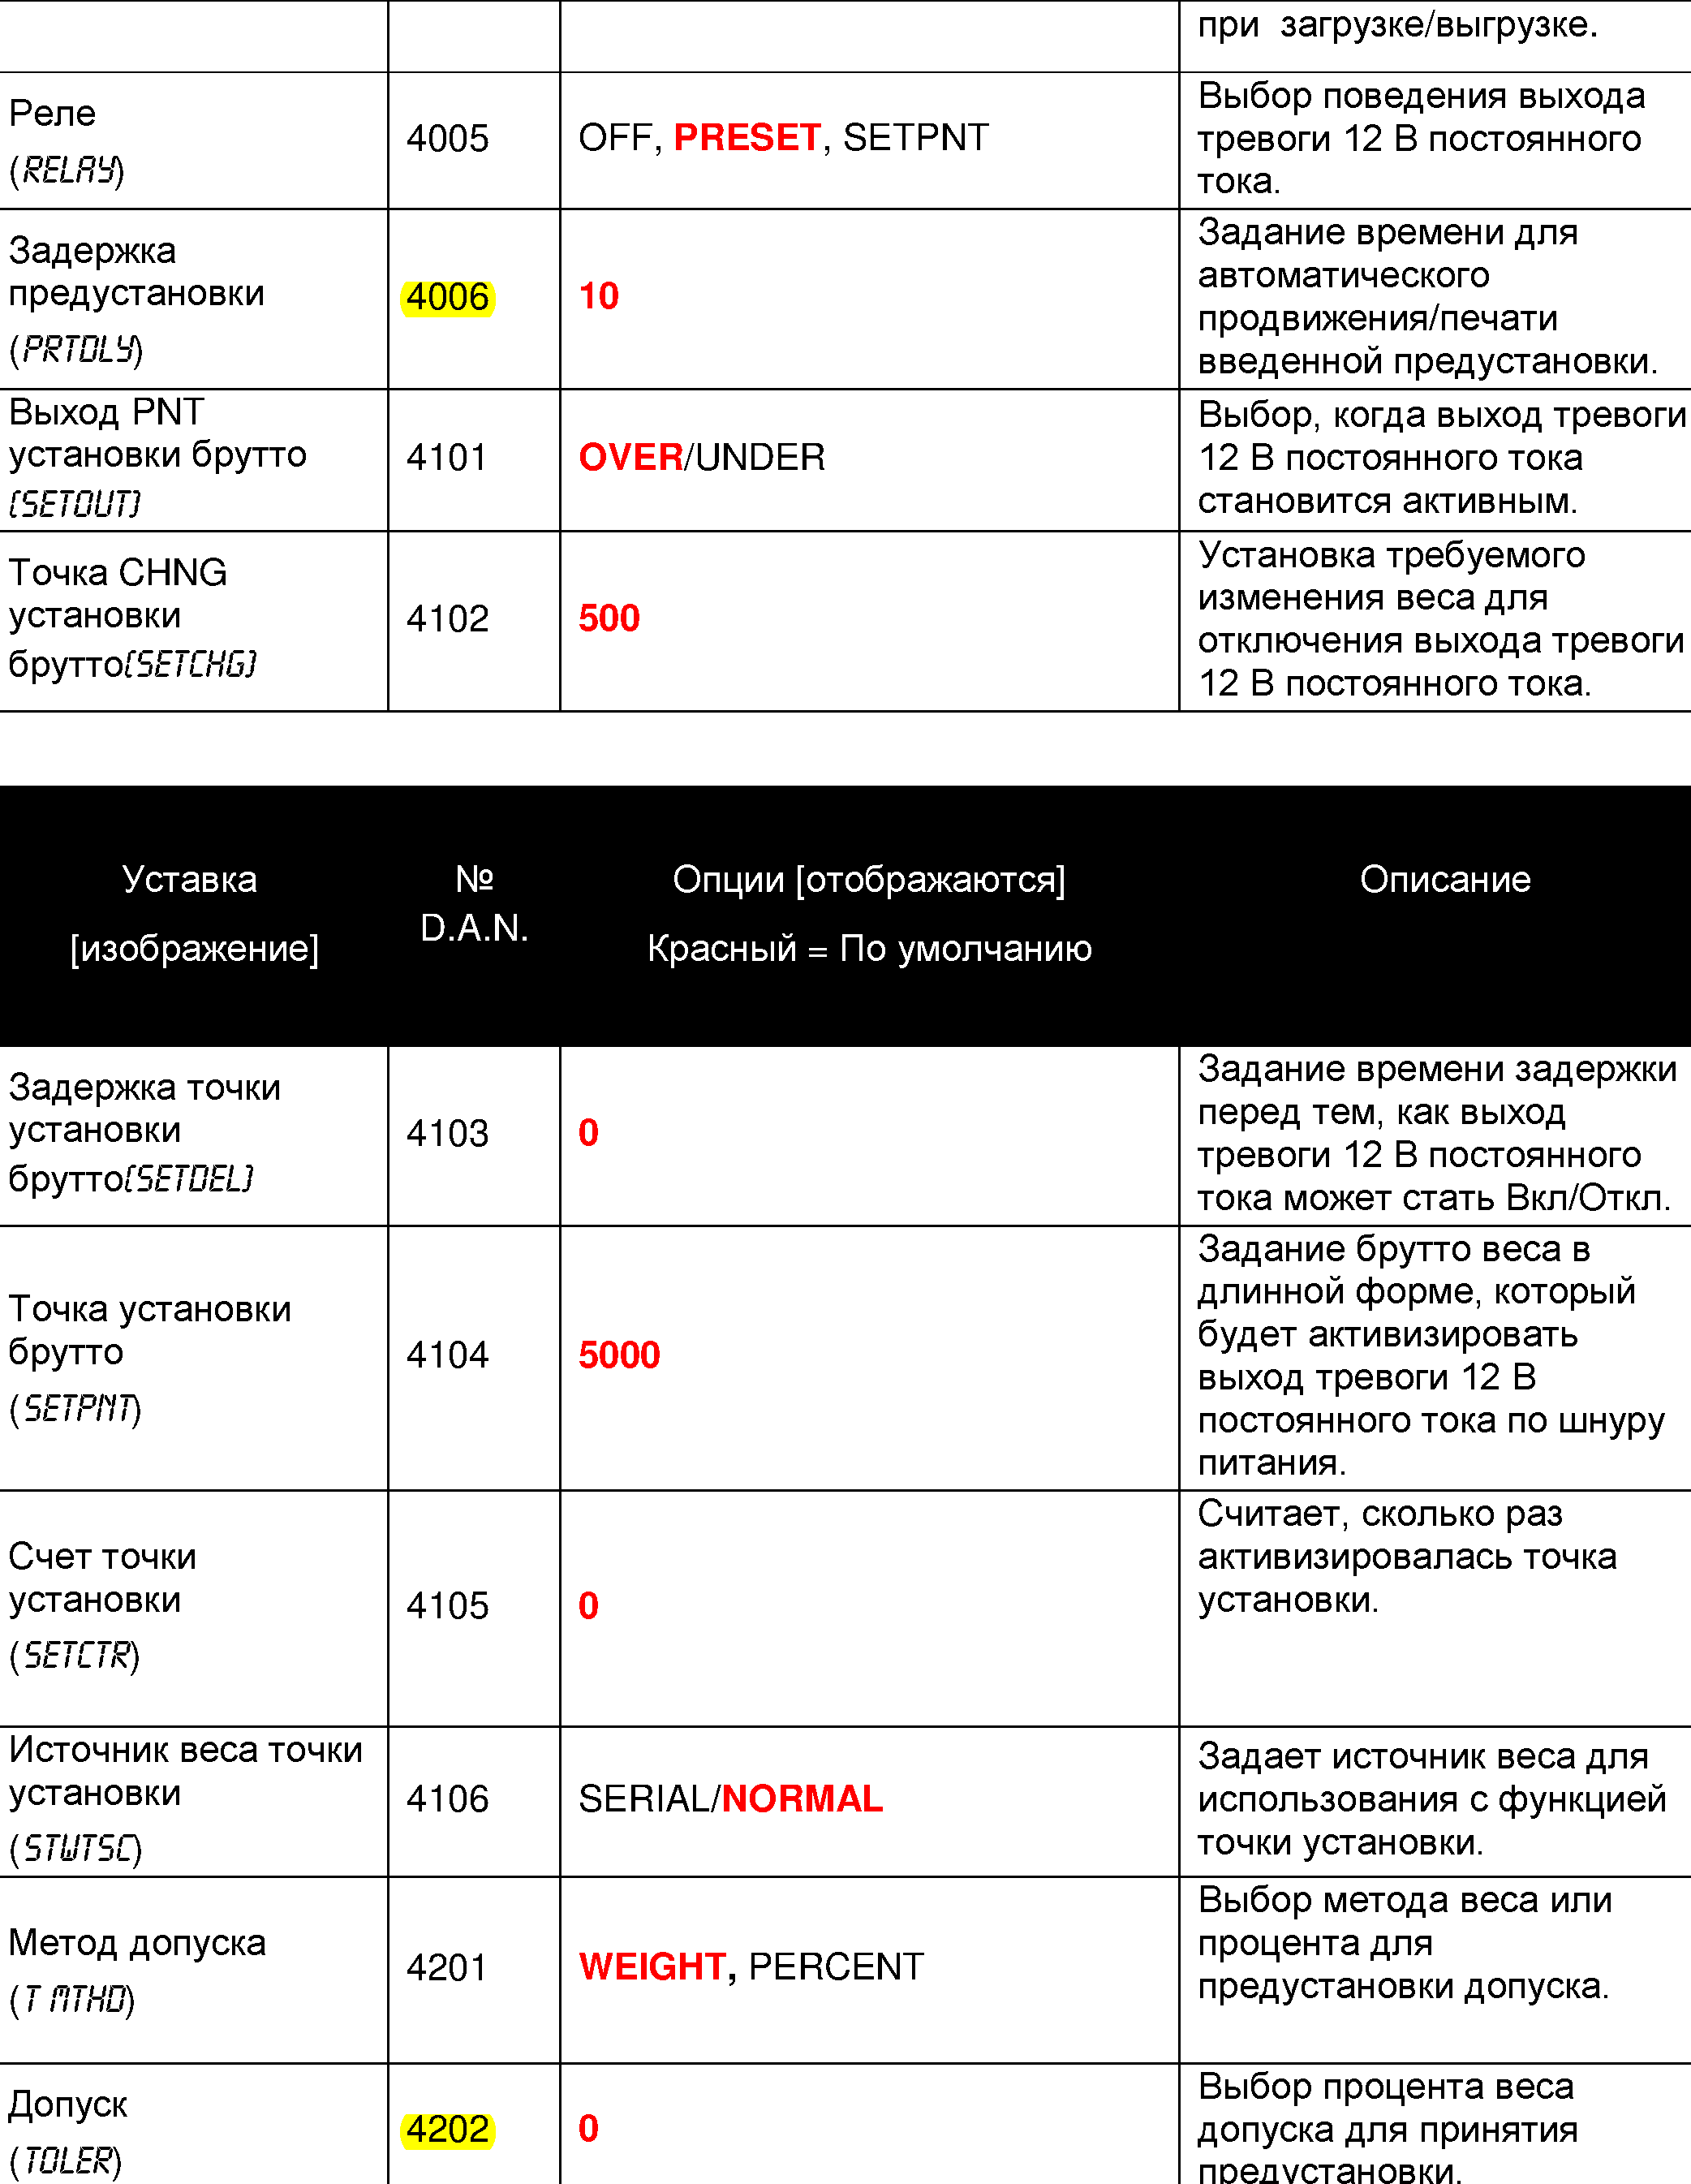 при  загрузке/выгрузке.
Реле
(RELAY)
4005
OFF, PRESET, SETPNT
Выбор поведения выхода
тревоги 12 В постоянного
тока.
Задержка
предустановки
(PRTDLY)
4006
10
Задание времени для
автоматического
продвижения/печати
введенной предустановки.
Выход PNT
установки брутто
(SETOUT)
4101
OVER/UNDER
Выбор, когда выход тревоги
12 В постоянного тока
становится активным.
Точка CHNG
установки
брутто(SETCHG)
4102
500
Установка требуемого
изменения веса для
отключения выхода тревоги
12 В постоянного тока.
Уставка
[изображение]
№
D.A.N.
Опции [отображаются]
Красный = По умолчанию
Описание
Задержка точки
установки
брутто(SETDEL)
4103
0
Задание времени задержки
перед тем, как выход
тревоги 12 В постоянного
тока может стать Вкл/Откл.
Точка установки
брутто
(SETPNT)
4104
5000
Задание брутто веса в
длинной форме, который
будет активизировать
выход тревоги 12 В
постоянного тока по шнуру
питания.
Счет точки
установки
(SETCTR)
4105
0
Считает, сколько раз
активизировалась точка
установки.
Источник веса точки
установки
(STWTSC)
4106
SERIAL/NORMAL
Задает источник веса для
использования с функцией
точки установки.
Метод допуска
(T MTHD)
4201
WEIGHT, PERCENT
Выбор метода веса или
процента для
предустановки допуска.
Допуск
(TOLER)
4202
0
Выбор процента веса
допуска для принятия
предустановки.